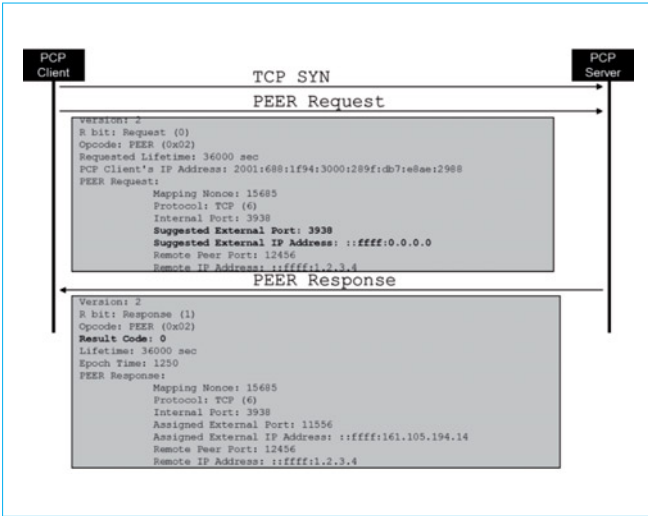 PCP
Client
PCP
Server
TCP SYN
PEER Request
Version: 2
R bit: Request (0)
Opcode: PEER (0x02)
Requested Lifetime: 36000 sec
PCP Client's IP Address: 2001:688:1f94:3000:289f:db7:e8ae:2988
PEER Request:
Mapping Nonce: 15685
Protocol: TCP (6)
Internal Port: 3938
Suggested External Port: 3938
Suggested External IP Address: ::ffff:0.0.0.0
Remote Peer Port: 12456
Remote IP Address: ::ffff:1.2.3.4
PEER Response
Version: 2
R bit: Response (1)
Opcode: PEER (0x02)
Result Code: 0
Lifetime: 36000 sec
Epoch Time: 1250
PEER Response:
Mapping Nonce: 15685
Protocol: TCP (6)
Internal Port: 3938
Assigned External Port: 11556
Assigned External IP Address: ::ffff:161.105.194.14
Remote Peer Port: 12456
Remote IP Address: ::ffff:1.2.3.4